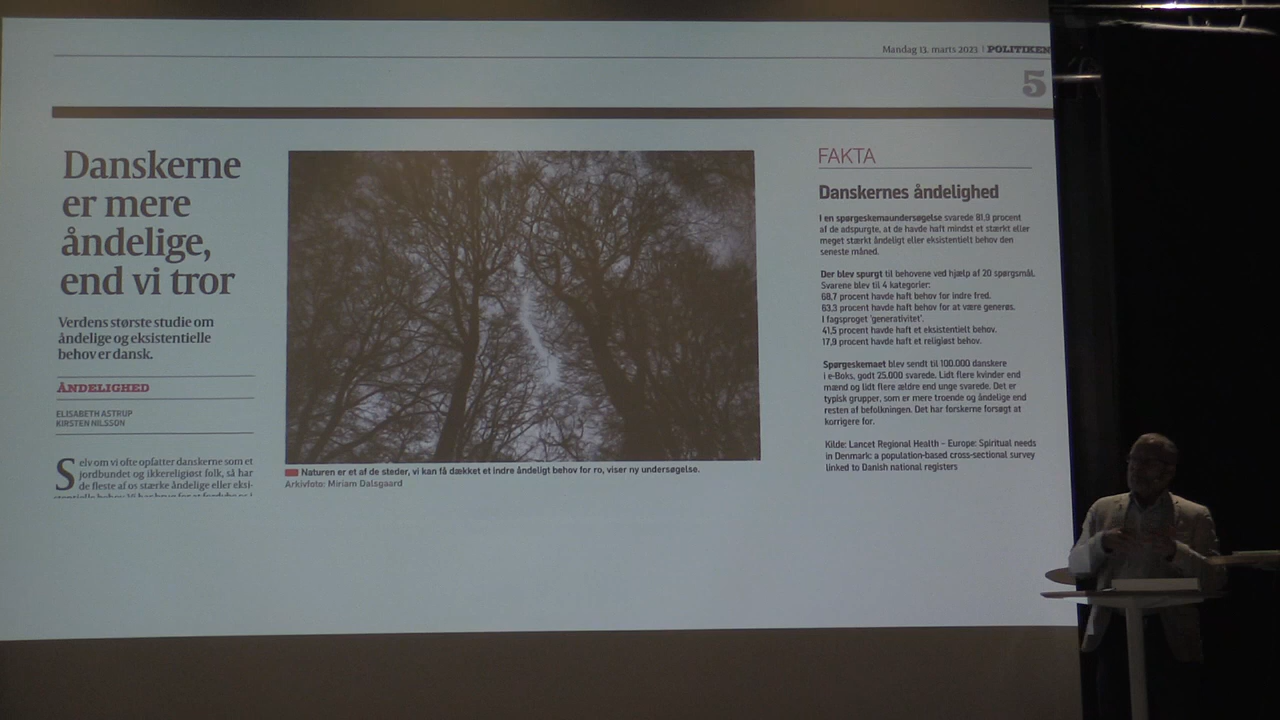 Mandag 13. marts 2023 | POLITIKEN
5
Danskerne
er mere
åndelige,
end vi tror
Verdens største studie om
åndelige og eksistentielle
behov er dansk.
ÅNDELIGHED
ELISABETH ASTRUP
KIRSTEN NILSSON
Selvom vi ofte opfatter danskerne som et
jordbundet og ikkereligiøst folk, så har
de fleste af os stærke åndelige eller eksi-
Naturen er et af de steder, vi kan få dækket et indre åndeligt behov for ro, viser ny undersøgelse.
Arkivfoto: Miriam Dalsgaard
FAKTA
Danskernes åndelighed
I en spørgeskemaundersøgelse svarede 81,9 procent
af de adspurgte, at de havde haft mindst et stærkt eller
meget stærkt åndeligt eller eksistentielt behov den
seneste måned.
Der blev spurgt til behovene ved hjælp af 20 spørgsmål.
Svarene blev til 4 kategorier:
68,7 procent havde haft behov for indre fred.
63,3 procent havde haft behov for at være generøs.
I fagsproget 'generativitet'.
41,5 procent havde haft et eksistentielt behov.
17,9 procent havde haft et religiøst behov.
Spørgeskemaet blev sendt til 100.000 danskere
i e-Boks, godt 25.000 svarede. Lidt flere kvinder end
mænd og lidt flere ældre end unge svarede. Det er
typisk grupper, som er mere troende og åndelige end
resten af befolkningen. Det har forskerne forsøgt at
korrigere for.
Kilde: Lancet Regional Health – Europe: Spiritual needs
in Denmark: a population-based cross-sectional survey
linked to Danish national registers